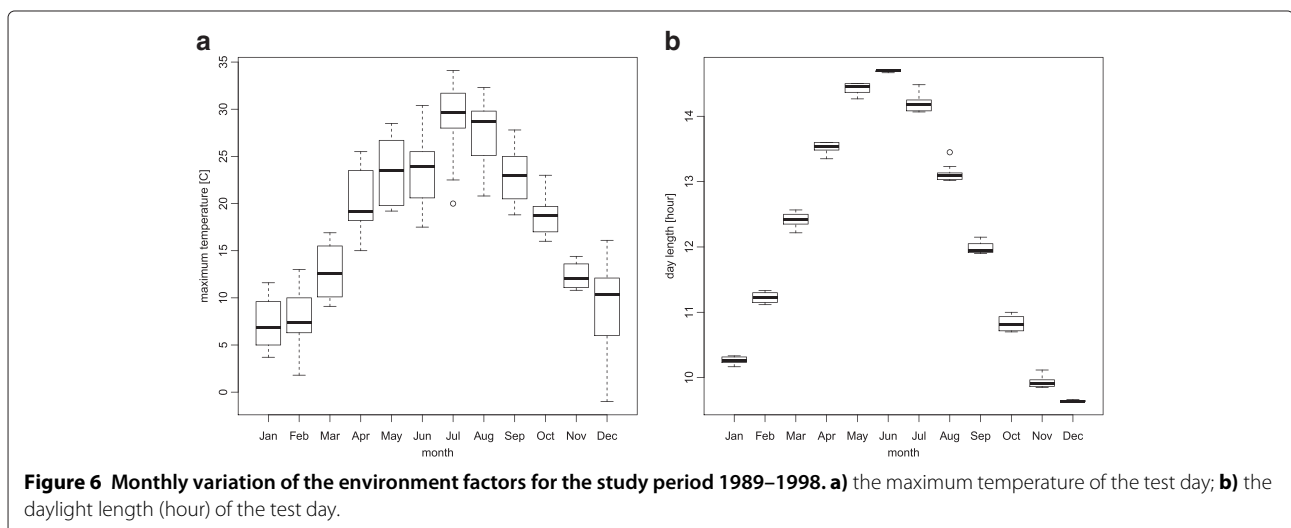 a
maximum temperature [C]
35
30
25
20
15
10
5
0
Jan Feb Mar Apr May Jun Jul Aug Sep Oct Nov Dec
month
b
day length [hour]
14
13
12
11
10
Jan Feb Mar Apr May Jun Jul Aug Sep Oct Nov Dec
month
Figure 6 Monthly variation of the environment factors for the study period 1989–1998. a) the maximum temperature of the test day; b) the
daylight length (hour) of the test day.